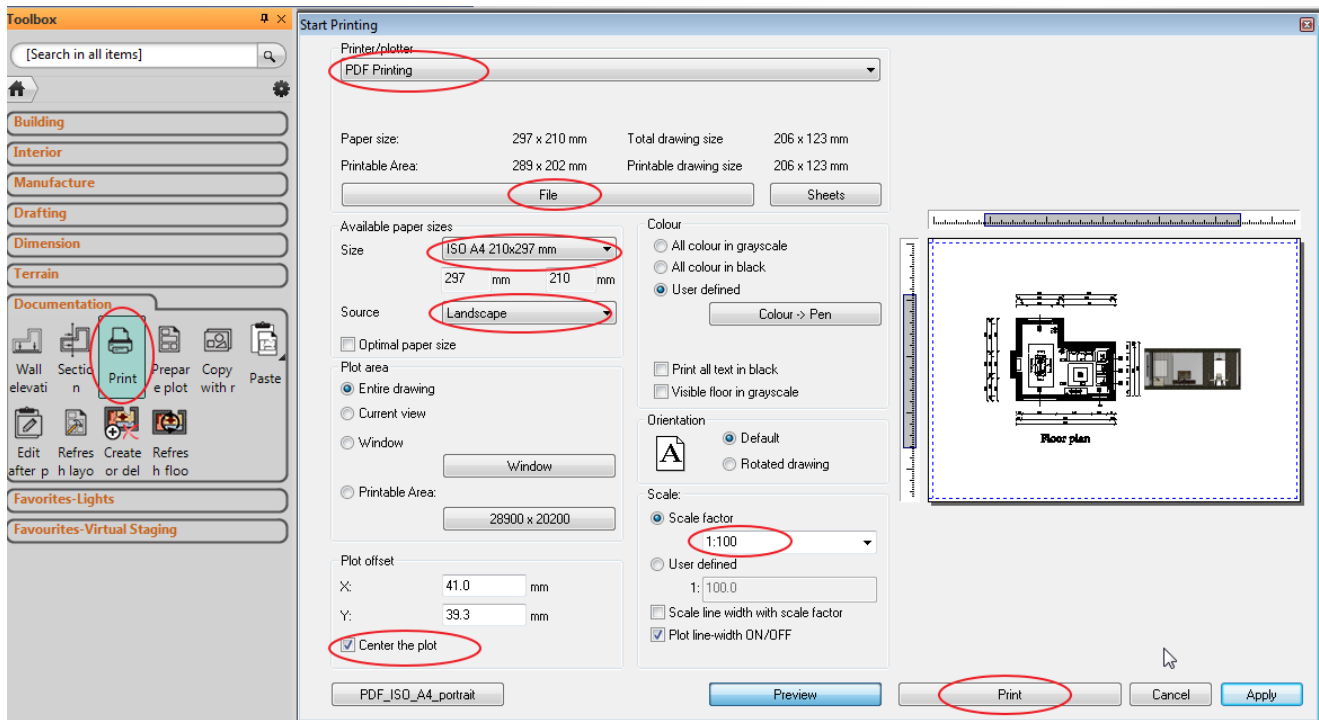 Toolbox
[Search in all items]
Building
Interior
Manufacture
Drafting
Dimension
Terrain
Documentation
Wall elevati
Sectio n
Print
Prepar e plot
Copy with r
Paste
Edit after p
Refres h layo
Create or del
Refres h floo
Favorites-Lights
Favourites-Virtual Staging
Start Printing
Printer/plotter
PDF Printing
Paper size: 297 x 210 mm Total drawing size 206 x 123 mm
Printable Area: 289 x 202 mm Printable drawing size 206 x 123 mm
File Sheets
Available paper sizes
Size ISO A4 210x297 mm
297 mm 210 mm
Source Landscape
Optimal paper size
Plot area
Entire drawing
Current view
Window
Window
Printable Area:
28900 x 20200
Plot offset
X: 41.0 mm
Y: 39.3 mm
Center the plot
Colour
All colour in grayscale
All colour in black
User defined
Colour -> Pen
Print all text in black
Visible floor in grayscale
Orientation
A
Default
Rotated drawing
Scale:
Scale factor
1:100
User defined
1: 100.0
Scale line width with scale factor
Plot line-width ON/OFF
Floor plan
PDF_ISO_A4_portrait Preview Print Cancel Apply